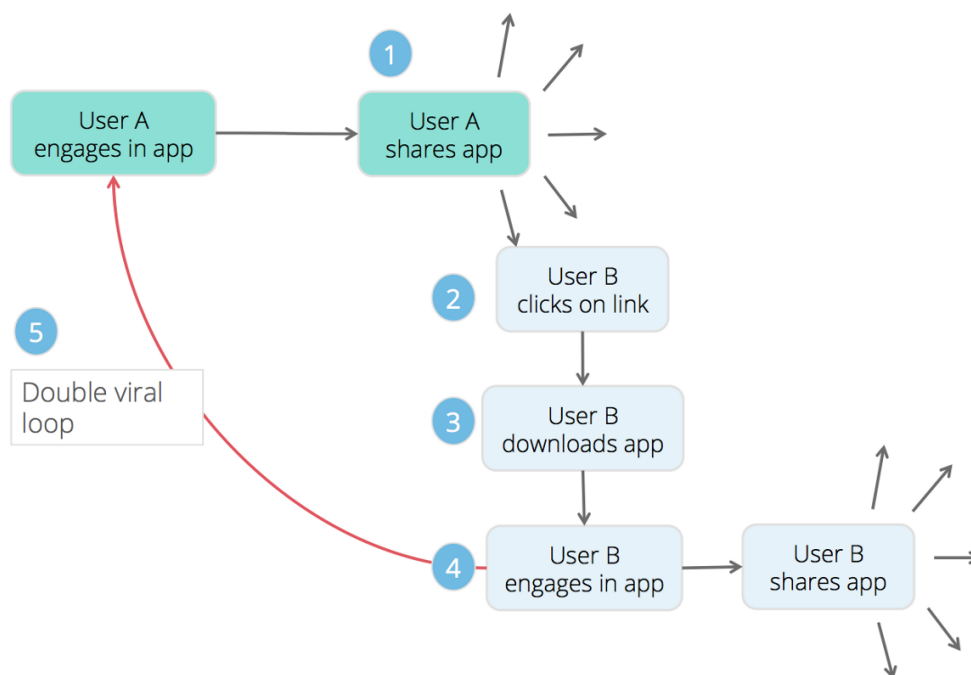 1
User A
engages in app
User A
shares app
2
User B
clicks on link
5
Double viral
loop
3
User B
downloads app
4
User B
engages in app
User B
shares app